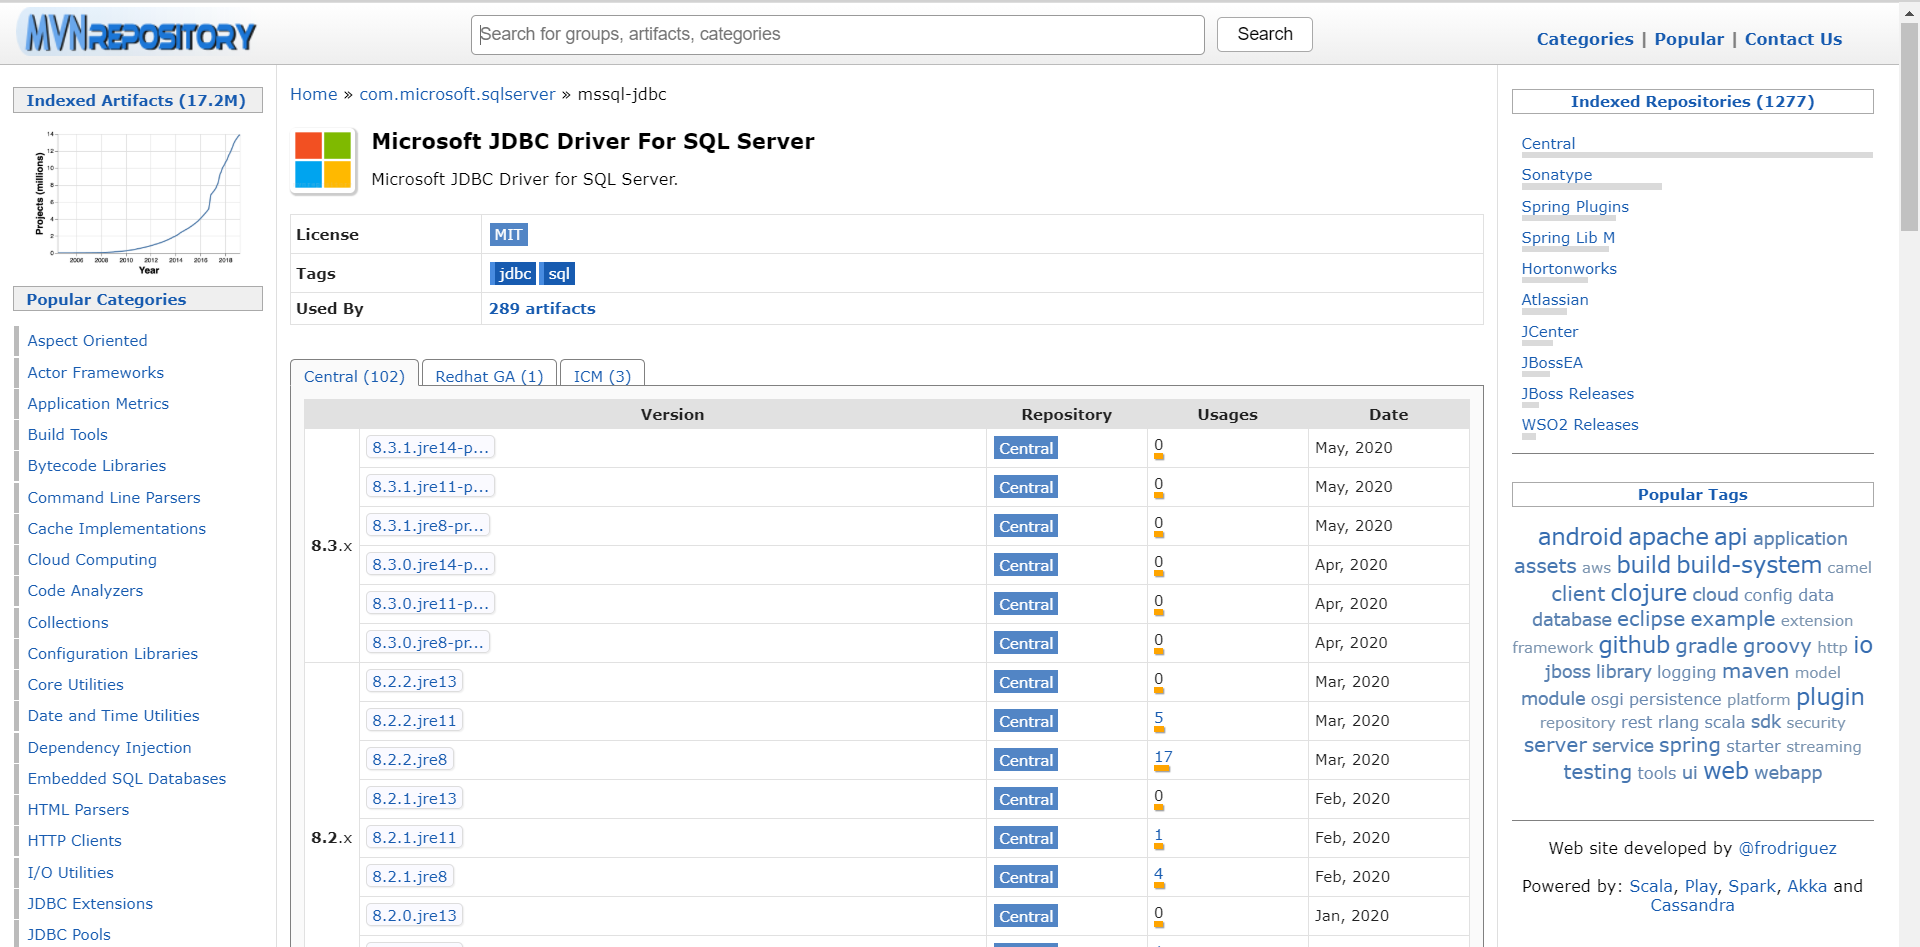 MVNREPOSITORY
Search for groups, artifacts, categories
Search
Categories | Popular | Contact Us
Indexed Artifacts (17.2M)
Projects (millions)
14
12
10
8
6
4
2
0
2006 2008 2010 2012 2014 2016 2018
Year
Popular Categories
Aspect Oriented
Actor Frameworks
Application Metrics
Build Tools
Bytecode Libraries
Command Line Parsers
Cache Implementations
Cloud Computing
Code Analyzers
Collections
Configuration Libraries
Core Utilities
Date and Time Utilities
Dependency Injection
Embedded SQL Databases
HTML Parsers
HTTP Clients
I/O Utilities
JDBC Extensions
JDBC Pools
Home » com.microsoft.sqlserver » mssql-jdbc
Microsoft JDBC Driver For SQL Server
Microsoft JDBC Driver for SQL Server.
License MIT
Tags jdbc sql
Used By 289 artifacts
Central (102) Redhat GA (1) ICM (3)
Version Repository Usages Date
8.3.x
8.3.1.jre14-p... Central 0 May, 2020
8.3.1.jre11-p... Central 0 May, 2020
8.3.1.jre8-pr... Central 0 May, 2020
8.3.0.jre14-p... Central 0 Apr, 2020
8.3.0.jre11-p... Central 0 Apr, 2020
8.3.0.jre8-pr... Central 0 Apr, 2020
8.2.x
8.2.2.jre13 Central 0 Mar, 2020
8.2.2.jre11 Central 5 Mar, 2020
8.2.2.jre8 Central 17 Mar, 2020
8.2.1.jre13 Central 0 Feb, 2020
8.2.1.jre11 Central 1 Feb, 2020
8.2.1.jre8 Central 4 Feb, 2020
8.2.0.jre13 Central 0 Jan, 2020
Indexed Repositories (1277)
Central
Sonatype
Spring Plugins
Spring Lib M
Hortonworks
Atlassian
JCenter
JBossEA
JBoss Releases
WSO2 Releases
Popular Tags
android apache api application
assets aws build build-system camel
client clojure cloud config data
database eclipse example extension
framework github gradle groovy http io
jboss library logging maven model
module osgi persistence platform plugin
repository rest rlang scala sdk security
server service spring starter streaming
testing tools ui web webapp
Web site developed by @frodriguez
Powered by: Scala, Play, Spark, Akka and
Cassandra